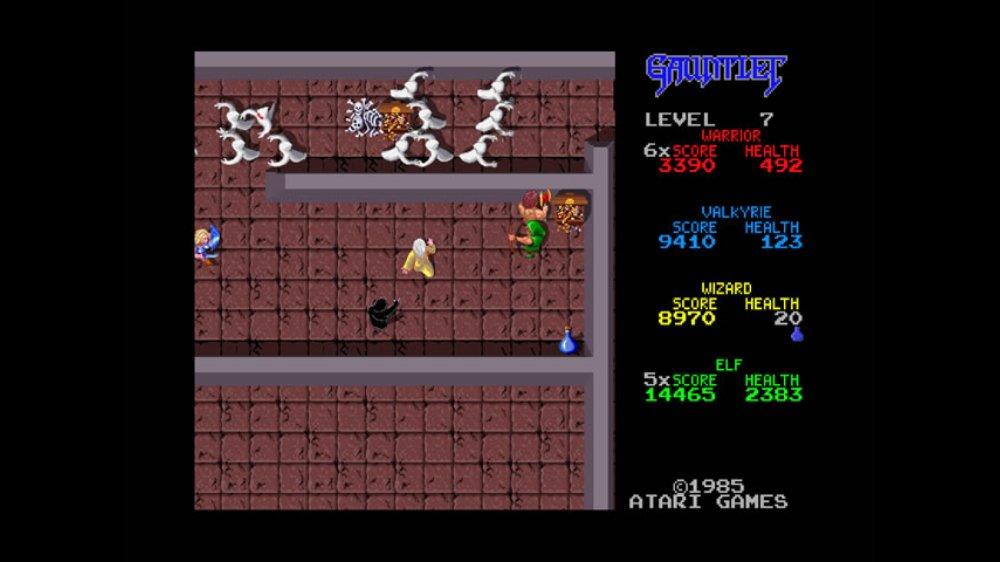 GAUNTLET
LEVEL 7
WARRIOR
6x SCORE HEALTH
3390 492
VALKYRIE
SCORE HEALTH
9410 123
WIZARD
SCORE HEALTH
8970 20
ELF
5x SCORE HEALTH
14465 2383
©1985
ATARI GAMES